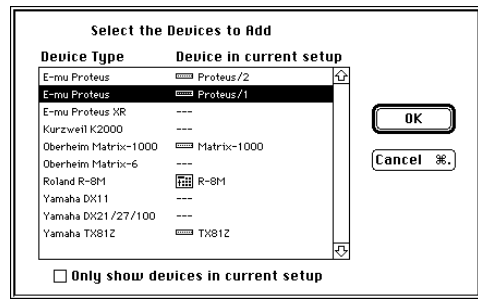 Select the Devices to Add
Device Type Device in current setup
E-mu Proteus Proteus/2
E-mu Proteus Proteus/1
E-mu Proteus XR ---
Kurzweil K2000 ---
Oberheim Matrix-1000 Matrix-1000
Oberheim Matrix-6 ---
Roland R-8M R-8M
Yamaha DX11 ---
Yamaha DX21/27/100 ---
Yamaha TX81Z TX81Z
OK
Cancel ⌘.
Only show devices in current setup